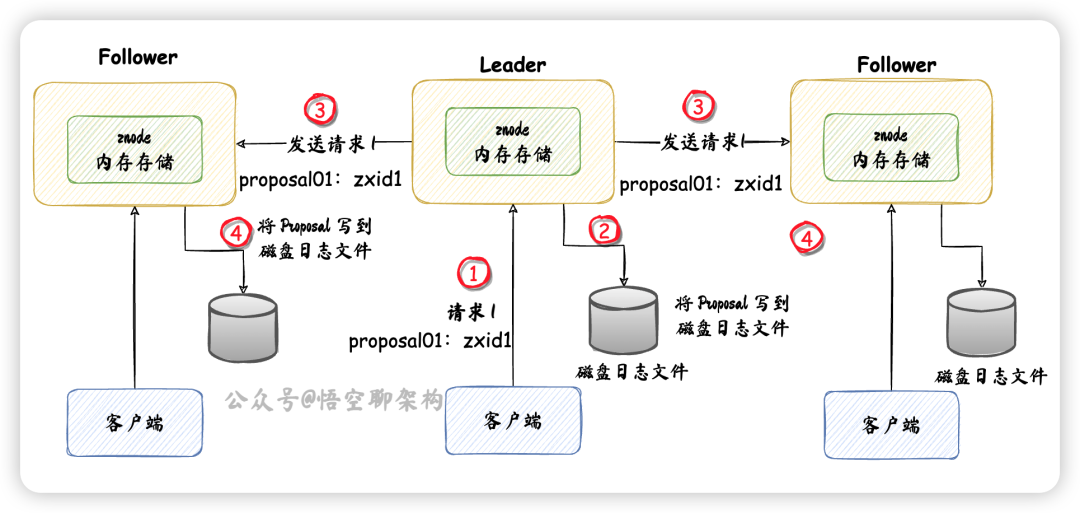 Follower
Leader
Follower
znode
内存存储
znode
内存存储
znode
内存存储
3
发送请求1
proposal01：zxid1
3
发送请求1
proposal01：zxid1
4
将 Proposal 写到
磁盘日志文件
1
请求1
proposal01：zxid1
2
将 Proposal 写到
磁盘日志文件
磁盘日志文件
4
磁盘日志文件
公众号@悟空聊架构
客户端
客户端
客户端